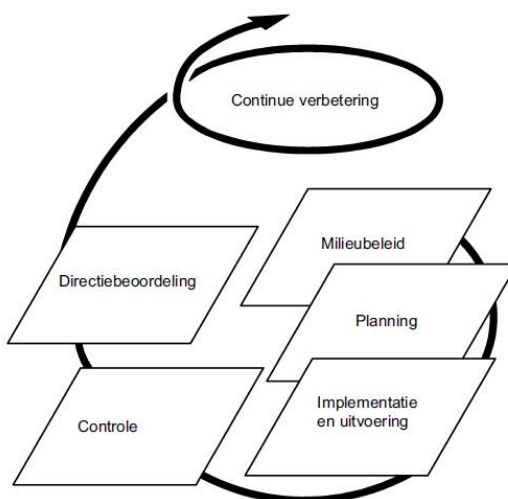 Continue verbetering
Milieubeleid
Directiebeoordeling
Planning
Implementatie
en uitvoering
Controle